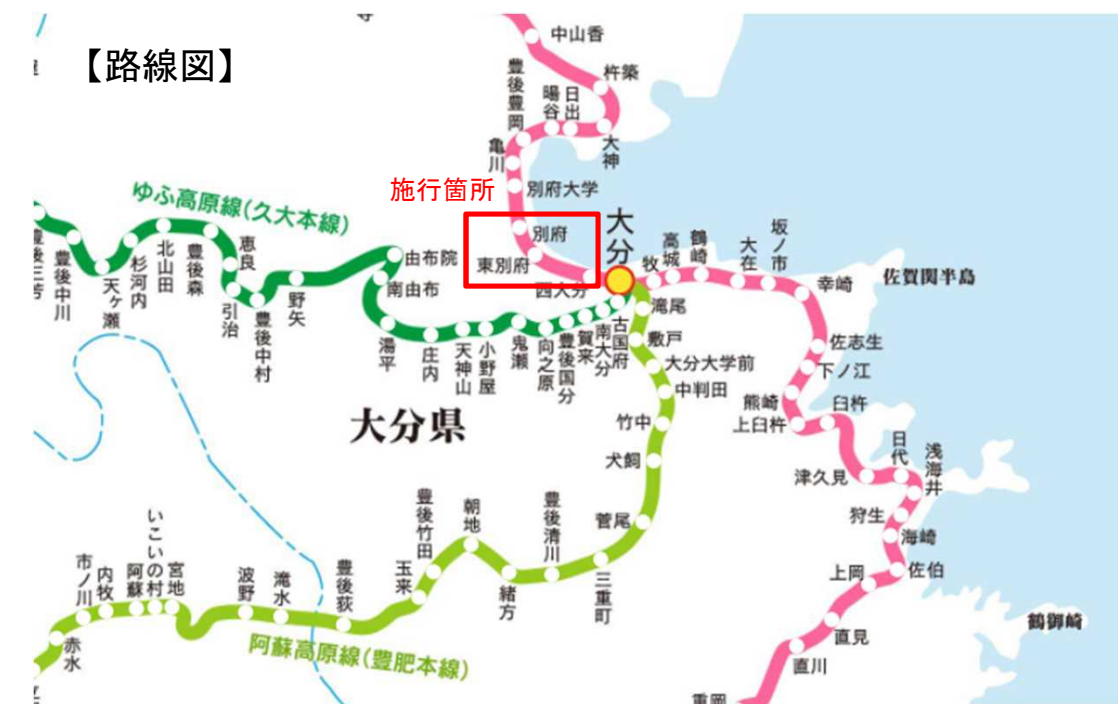 【路線図】
中山香
杵築
豊後豊岡
暘谷
日出
大神
亀川
別府大学
施行箇所
別府
東別府
西大分
大分
牧
高城
鶴崎
大在
坂ノ市
幸崎
佐賀関半島
佐志生
下ノ江
熊崎
上臼杵
臼杵
津久見
日代
浅海井
狩生
海崎
佐伯
上岡
直見
直川
重岡
鶴御崎
ゆふ高原線(久大本線)
豊後三芳
豊後中川
天ヶ瀬
杉河内
北山田
豊後森
恵良
引治
豊後中村
野矢
由布院
南由布
湯平
庄内
天神山
小野屋
鬼瀬
向之原
豊後国分
賀来
南大分
古国府
滝尾
敷戸
大分大学前
中判田
竹中
犬飼
菅尾
三重町
豊後清川
緒方
朝地
豊後竹田
玉来
豊後荻
滝水
波野
宮地
いこいの村
阿蘇
内牧
市ノ川
赤水
阿蘇高原線(豊肥本線)
大分県